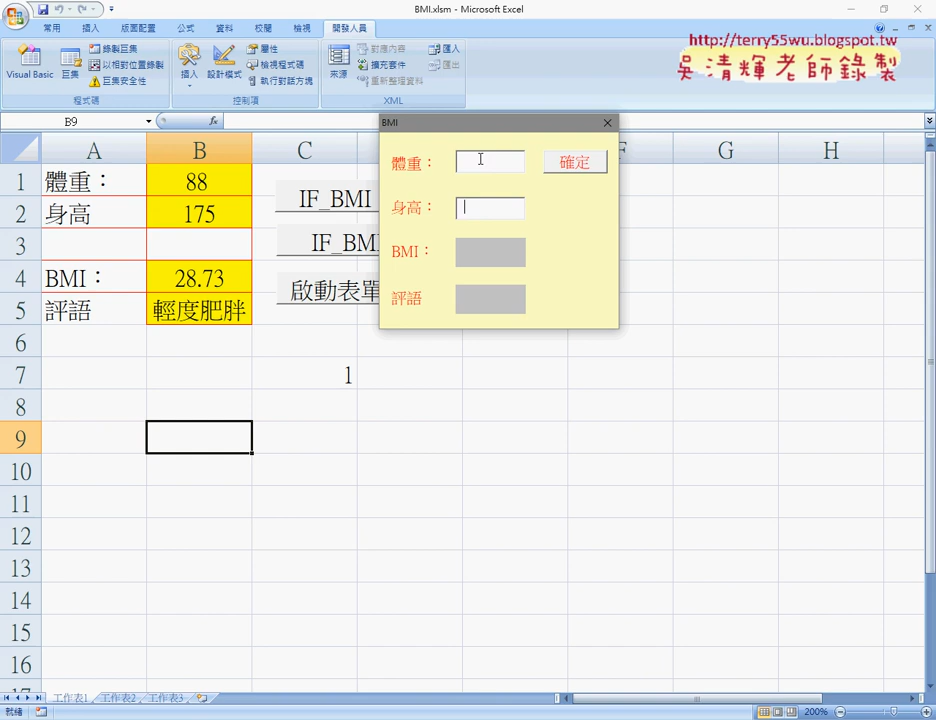 BMI.xlsm - Microsoft Excel
常用 插入 版面配置 公式 資料 校閱 檢視 開發人員
http://terry55wu.blogspot.tw
吳清輝老師錄製
Visual Basic 巨集 錄製巨集 以相對位置錄製 巨集安全性 程式碼
插入 設計模式 屬性 檢視程式碼 執行對話方塊 控制項
來源 對應內容 擴充套件 重新整理資料 匯入 匯出 XML
B9 fx
A B C F G H
1 體重： 88
2 身高 175
3
4 BMI： 28.73
5 評語 輕度肥胖
6
7 1
8
9
10
11
12
13
14
15
16
17
IF_BMI
IF_BMI
啟動表單
BMI
體重： 確定
身高：
BMI：
評語
工作表1 工作表2 工作表3
就緒 200%